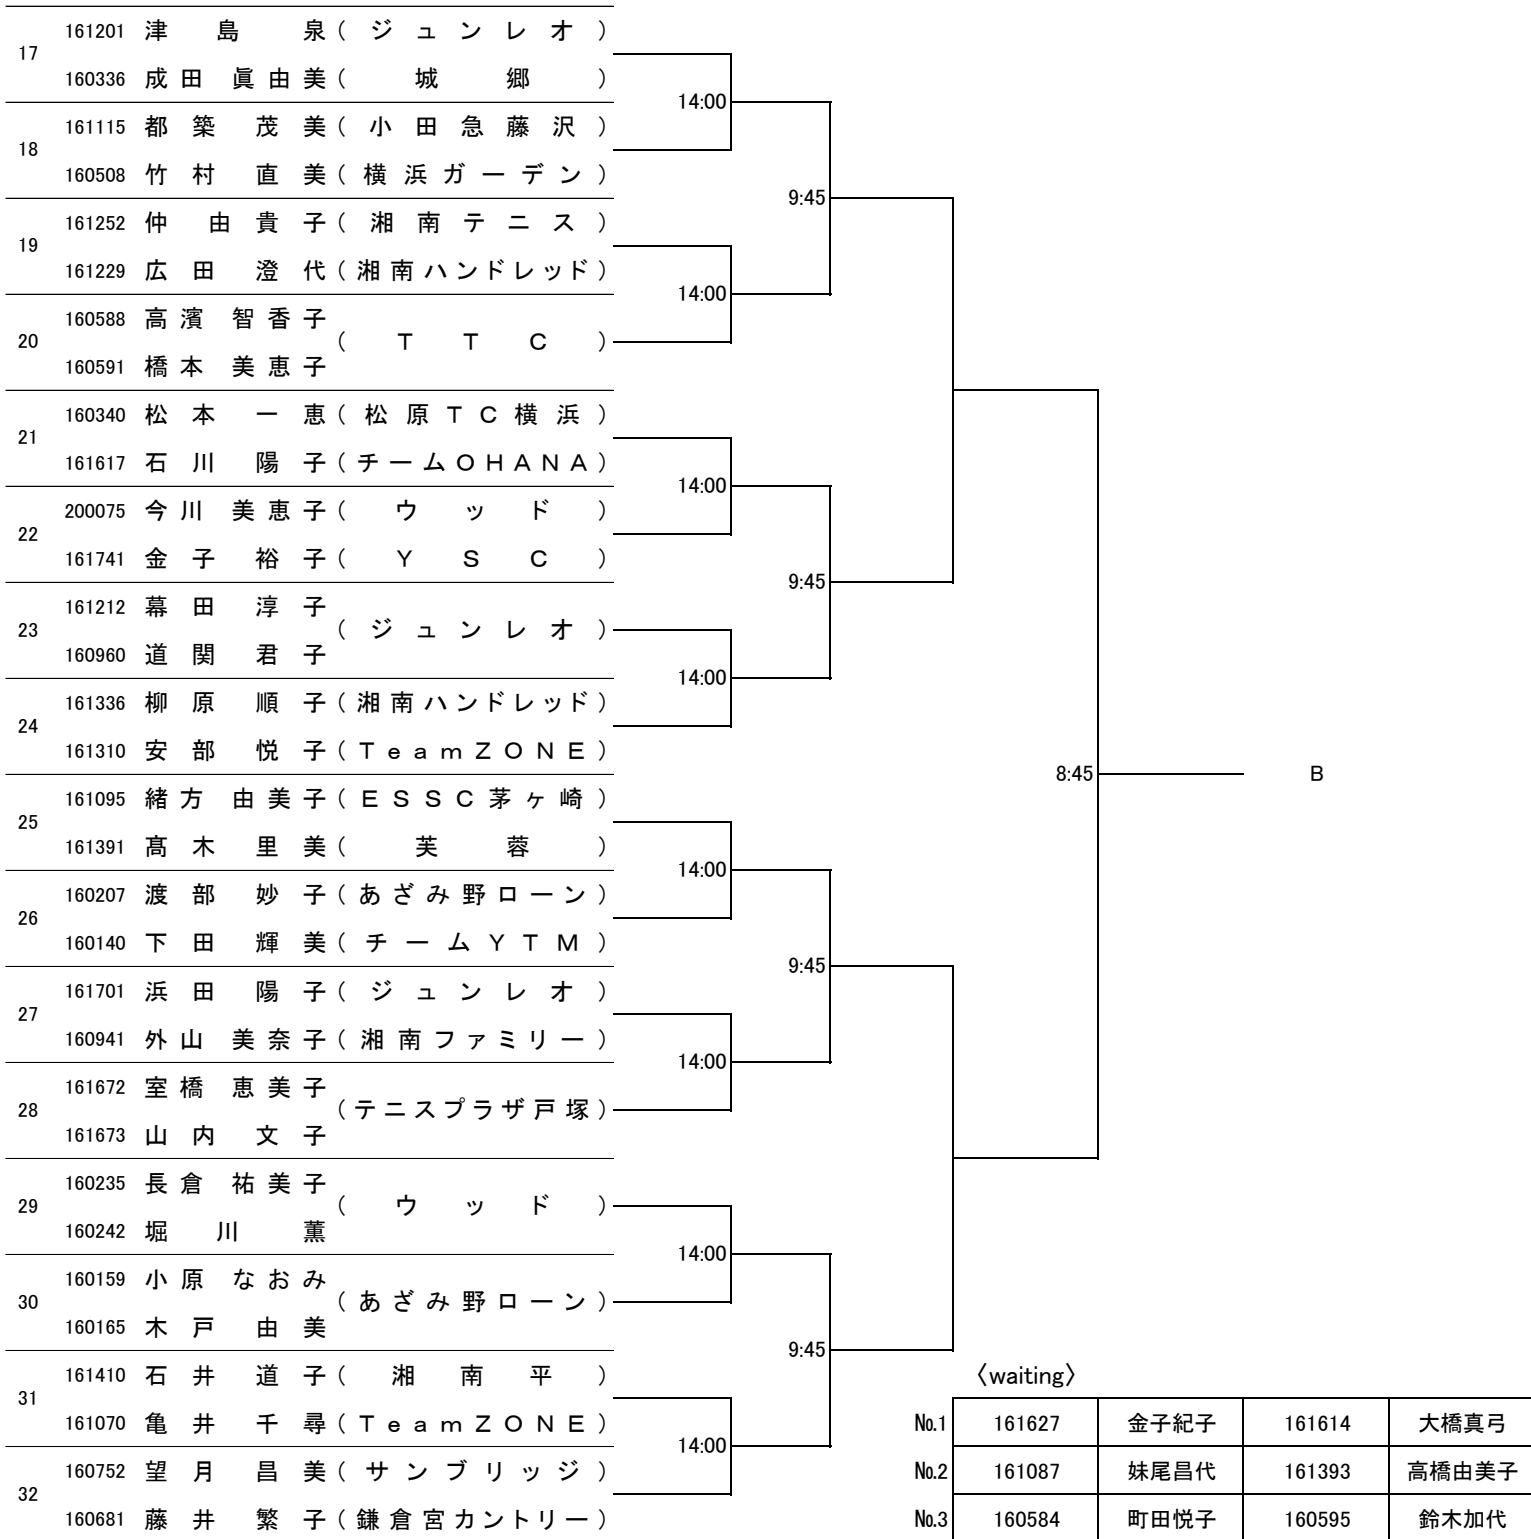 17
161201 津島泉(ジュンレオ)
160336 成田眞由美(城郷)
14:00
18
161115 都築茂美(小田急藤沢)
160508 竹村直美(横浜ガーデン)
9:45
19
161252 仲由貴子(湘南テニス)
161229 広田澄代(湘南ハンドレッド)
14:00
20
160588 高濱智香子
(TTC)
160591 橋本美恵子
21
160340 松本一恵(松原TC横浜)
161617 石川陽子(チームOHANA)
14:00
22
200075 今川美恵子(ウッド)
161741 金子裕子(YSC)
9:45
23
161212 幕田淳子
(ジュンレオ)
160960 道関君子
14:00
24
161336 柳原順子(湘南ハンドレッド)
161310 安部悦子(TeamZONE)
8:45 B
25
161095 緒方由美子(ESSC茅ヶ崎)
161391 髙木里美(芙蓉)
14:00
26
160207 渡部妙子(あざみ野ローン)
160140 下田輝美(チームYTM)
9:45
27
161701 浜田陽子(ジュンレオ)
160941 外山美奈子(湘南ファミリー)
14:00
28
161672 室橋恵美子
(テニスプラザ戸塚)
161673 山内文子
29
160235 長倉祐美子
(ウッド)
160242 堀川薫
14:00
30
160159 小原なおみ
(あざみ野ローン)
160165 木戸由美
9:45
31
161410 石井道子(湘南平)
161070 亀井千尋(TeamZONE)
14:00
32
160752 望月昌美(サンブリッジ)
160681 藤井繁子(鎌倉宮カントリー)
〈waiting〉
№1 161627 金子紀子 161614 大橋真弓
№2 161087 妹尾昌代 161393 高橋由美子
№3 160584 町田悦子 160595 鈴木加代